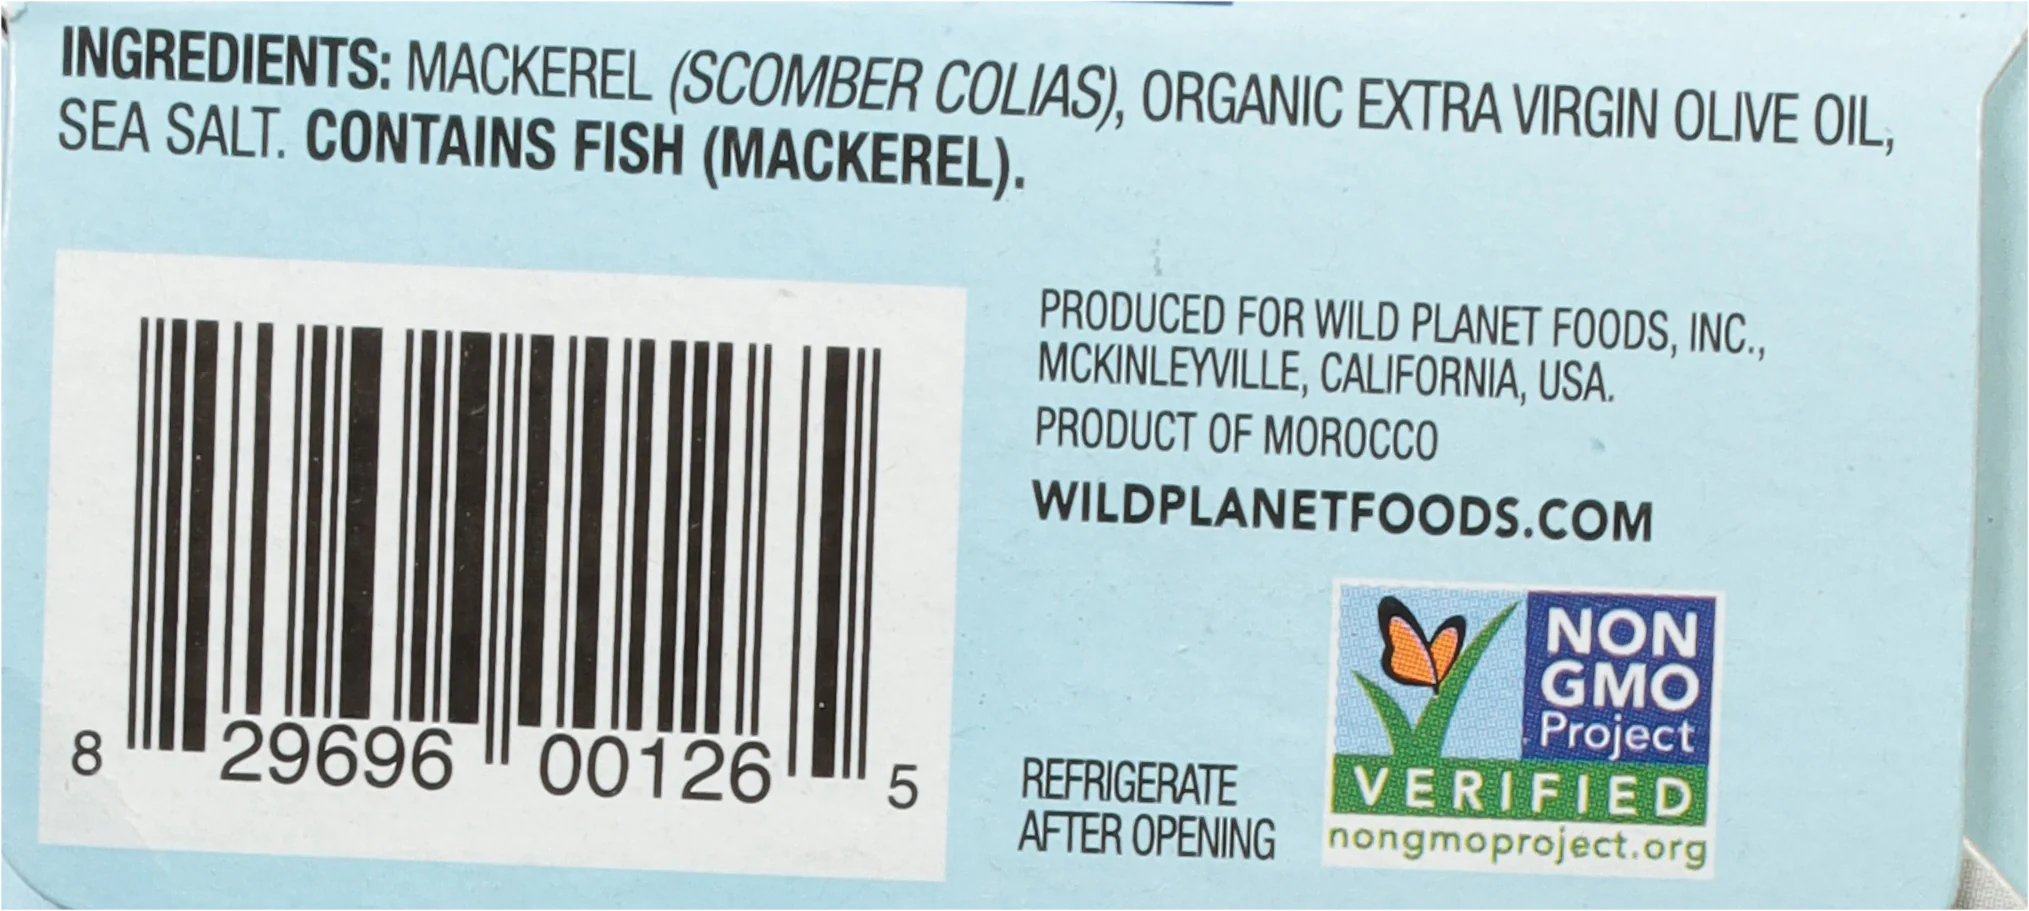 INGREDIENTS: MACKEREL (SCOMBER COLIAS), ORGANIC EXTRA VIRGIN OLIVE OIL,
SEA SALT. CONTAINS FISH (MACKEREL).
PRODUCED FOR WILD PLANET FOODS, INC.,
MCKINLEYVILLE, CALIFORNIA, USA.
PRODUCT OF MOROCCO
WILDPLANETFOODS.COM
8 29696 00126 5
REFRIGERATE
AFTER OPENING
NON
GMO
Project
VERIFIED
nongmoproject.org